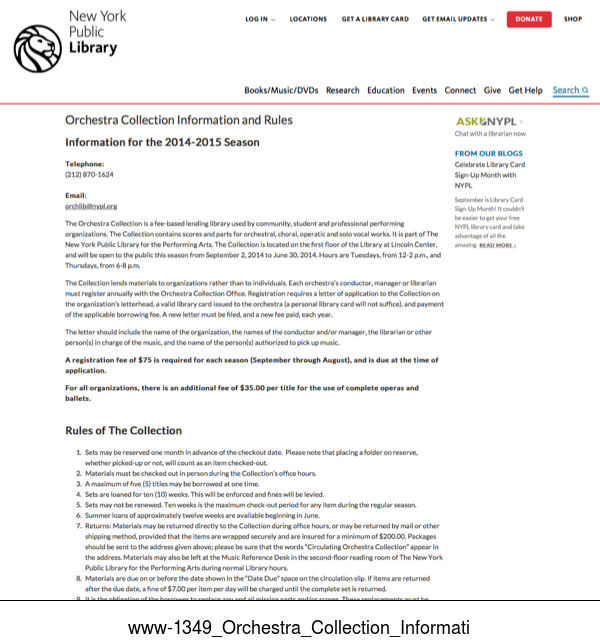 New York
Public
Library
LOG IN
LOCATIONS
GET A LIBRARY CARD
GET EMAIL UPDATES
DONATE
SHOP
Books/Music/DVDs Research Education Events Connect Give Get Help Search
Orchestra Collection Information and Rules
Information for the 2014-2015 Season
Telephone:
(212) 870-1624
Email:
orchlib@nypl.org
The Orchestra Collection is a fee-based lending library used by community, student and professional performing
organizations. The Collection contains scores and parts for orchestral, choral, operatic and solo vocal works. It is part of The
New York Public Library for the Performing Arts. The Collection is located on the first floor of the Library at Lincoln Center,
and will be open to the public this season from September 2, 2014 to June 30, 2014. Hours are Tuesdays, from 12-2 p.m., and
Thursdays, from 6-8 p.m.
The Collection lends materials to organizations rather than to individuals. Each orchestra's conductor, manager or librarian
must register annually with the Orchestra Collection Office. Registration requires a letter of application to the Collection on
the organization's letterhead, a valid library card issued to the orchestra (a personal library card will not suffice), and payment
of the applicable borrowing fee. A new letter must be filed, and a new fee paid, each year.
The letter should include the name of the organization, the names of the conductor and/or manager, the librarian or other
person(s) in charge of the music, and the name of the person(s) authorized to pick up music.
A registration fee of $75 is required for each season (September through August), and is due at the time of
application.
For all organizations, there is an additional fee of $35.00 per title for the use of complete operas and
ballets.
Rules of The Collection
1. Sets may be reserved one month in advance of the checkout date. Please note that placing a folder on reserve,
whether picked-up or not, will count as an item checked-out.
2. Materials must be checked out in person during the Collection's office hours.
3. A maximum of five (5) titles may be borrowed at one time.
4. Sets are loaned for ten (10) weeks. This will be enforced and fines will be levied.
5. Sets may not be renewed. Ten weeks is the maximum check-out period for any item during the regular season.
6. Summer loans of approximately twelve weeks are available beginning in June.
7. Returns: Materials may be returned directly to the Collection during office hours, or may be returned by mail or other
shipping method, provided that the items are wrapped securely and are insured for a minimum of $200.00. Packages
should be sent to the address given above; please be sure that the words "Circulating Orchestra Collection" appear in
the address. Materials may also be left at the Music Reference Desk in the second-floor reading room of The New York
Public Library for the Performing Arts during normal Library hours.
8. Materials are due on or before the date shown in the "Date Due" space on the circulation slip. If items are returned
after the due date, a fine of $7.00 per item per day will be charged until the complete set is returned.
9. It is the obligation of the borrower to replace any and all missing parts and/or scores. These replacements must be
ASK NYPL >
Chat with a librarian now
FROM OUR BLOGS
Celebrate Library Card
Sign-Up Month with
NYPL
September is Library Card
Sign-Up Month! It couldn't
be easier to get your free
NYPL library card and take
advantage of all the
amazing READ MORE ›
www-1349_Orchestra_Collection_Informati